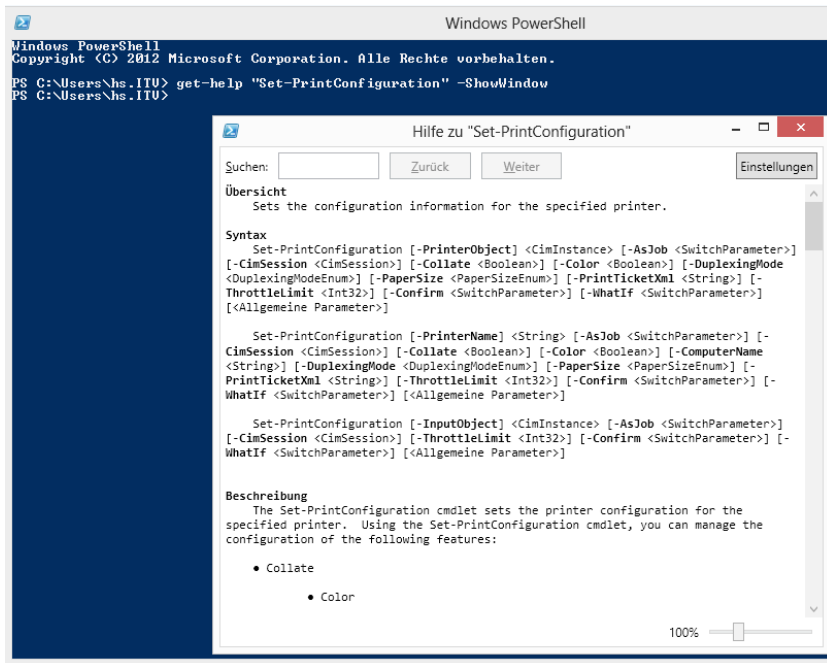 Windows PowerShell
Windows PowerShell
Copyright (C) 2012 Microsoft Corporation. Alle Rechte vorbehalten.
PS C:\Users\hs.ITU> get-help "Set-PrintConfiguration" -ShowWindow
PS C:\Users\hs.ITU>
Hilfe zu "Set-PrintConfiguration"
Suchen: Zurück Weiter Einstellungen
Übersicht
Sets the configuration information for the specified printer.
Syntax
Set-PrintConfiguration [-PrinterObject] <CimInstance> [-AsJob <SwitchParameter>]
[-CimSession <CimSession>] [-Collate <Boolean>] [-Color <Boolean>] [-DuplexingMode
<DuplexingModeEnum>] [-PaperSize <PaperSizeEnum>] [-PrintTicketXml <String>] [-
ThrottleLimit <Int32>] [-Confirm <SwitchParameter>] [-WhatIf <SwitchParameter>]
[<Allgemeine Parameter>]
Set-PrintConfiguration [-PrinterName] <String> [-AsJob <SwitchParameter>] [-
CimSession <CimSession>] [-Collate <Boolean>] [-Color <Boolean>] [-ComputerName
<String>] [-DuplexingMode <DuplexingModeEnum>] [-PaperSize <PaperSizeEnum>] [-
PrintTicketXml <String>] [-ThrottleLimit <Int32>] [-Confirm <SwitchParameter>] [-
WhatIf <SwitchParameter>] [<Allgemeine Parameter>]
Set-PrintConfiguration [-InputObject] <CimInstance> [-AsJob <SwitchParameter>]
[-CimSession <CimSession>] [-ThrottleLimit <Int32>] [-Confirm <SwitchParameter>] [-
WhatIf <SwitchParameter>] [<Allgemeine Parameter>]
Beschreibung
The Set-PrintConfiguration cmdlet sets the printer configuration for the
specified printer.  Using the Set-PrintConfiguration cmdlet, you can manage the
configuration of the following features:
• Collate
• Color
100%